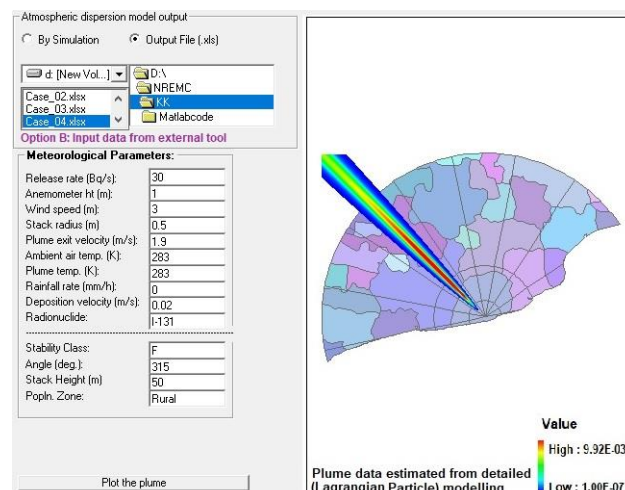 Atmospheric dispersion model output
By Simulation
Output File (.xls)
d: [New Vol...]
D:\
NREMC
KK
Matlabcode
Case_02.xlsx
Case_03.xlsx
Case_04.xlsx
Option B: Input data from external tool
Meteorological Parameters:
Release rate (Bq/s): 30
Anemometer ht (m): 1
Wind speed (m): 3
Stack radius (m) 0.5
Plume exit velocity (m/s): 1.9
Ambient air temp. (K): 283
Plume temp. (K): 283
Rainfall rate (mm/h): 0
Deposition velocity (m/s): 0.02
Radionuclide: I-131
Stability Class: F
Angle (deg.): 315
Stack Height (m) 50
Popln. Zone: Rural
Plot the plume
Value
High : 9.92E-03
Low : 1.00E-07
Plume data estimated from detailed
(Lagrangian Particle) modelling